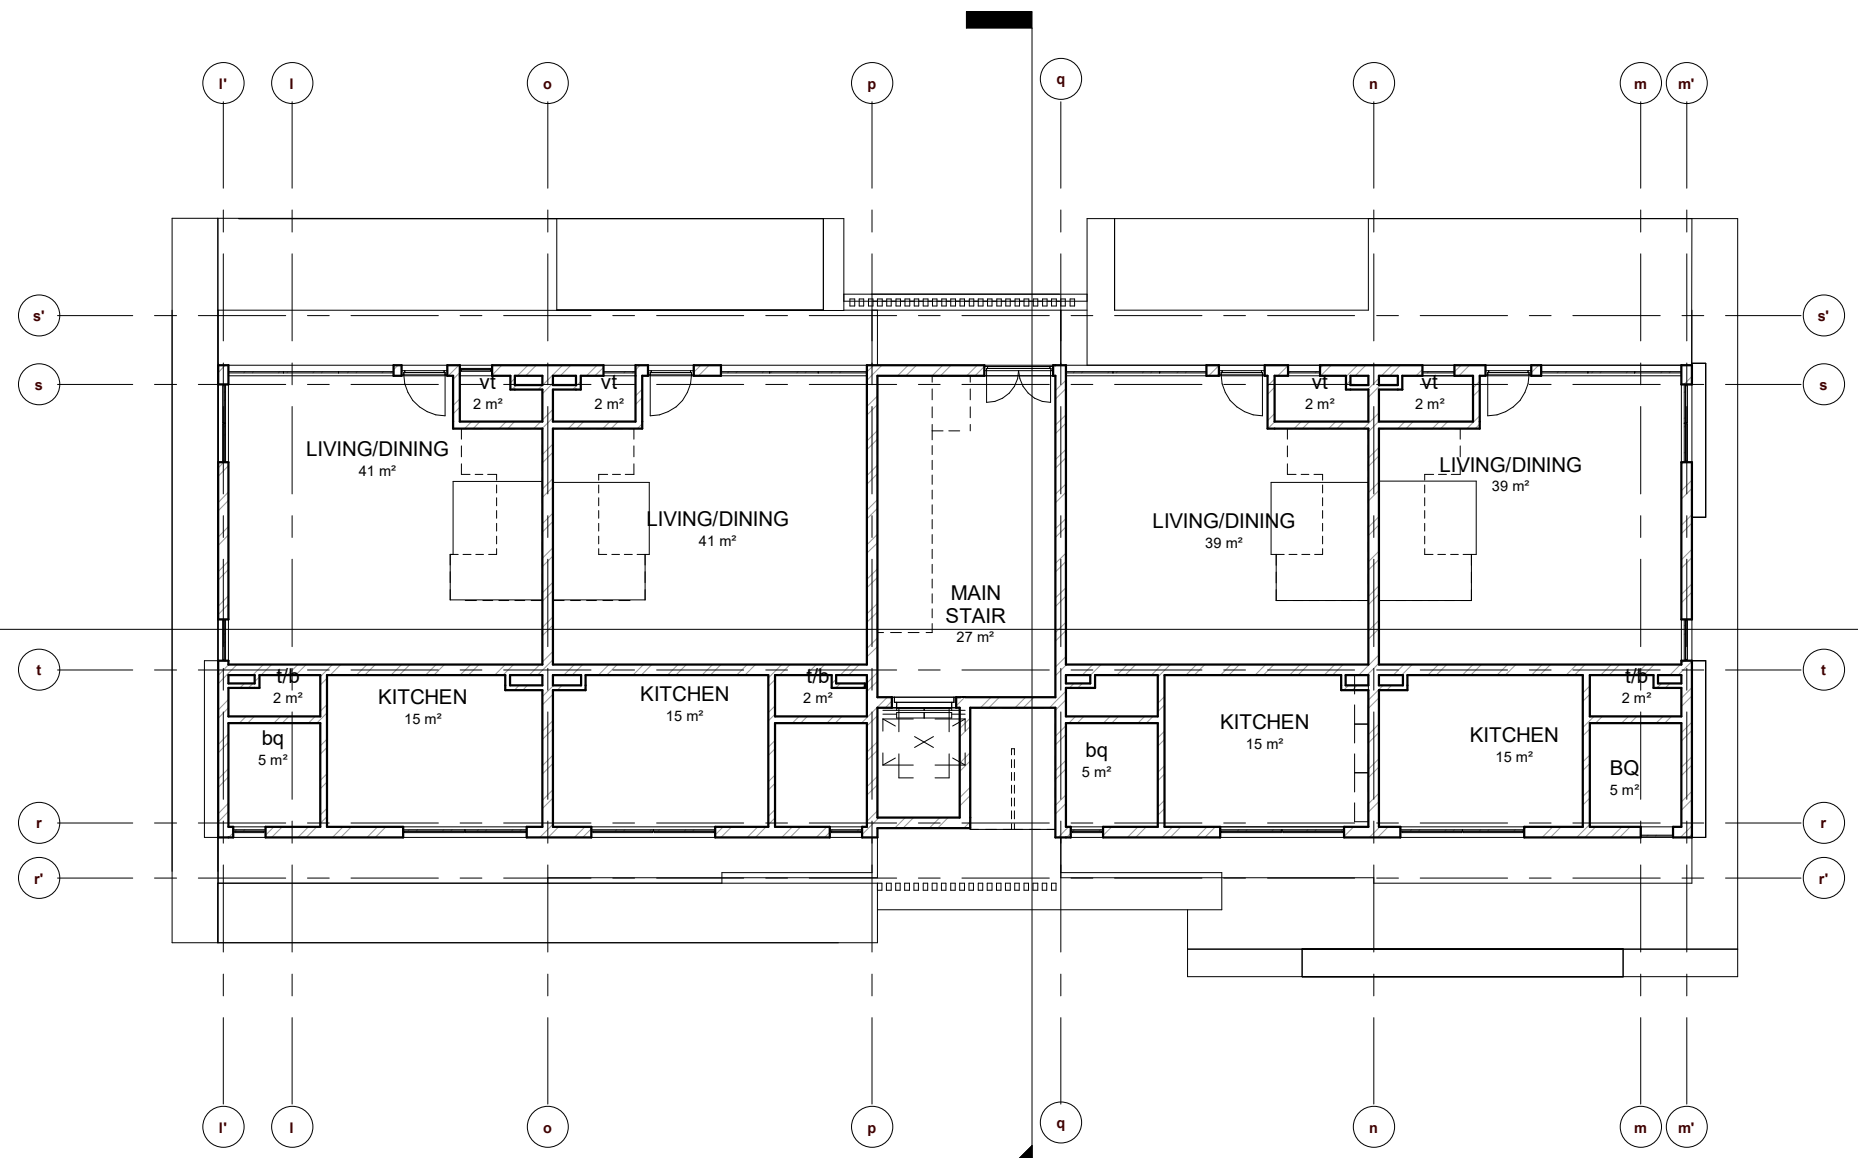 l' l o p q n m m'
s' s'
s s
vt vt vt vt
2 m² 2 m² 2 m² 2 m²
LIVING/DINING
41 m²
LIVING/DINING
39 m²
LIVING/DINING
41 m²
LIVING/DINING
39 m²
MAIN
STAIR
27 m²
t t
t/b t/b t/b
2 m² 2 m² 2 m²
KITCHEN
15 m²
KITCHEN
15 m²
KITCHEN
15 m²
KITCHEN
15 m²
bq
5 m²
bq
5 m²
BQ
5 m²
r r
r' r'
l' l o p q n m m'